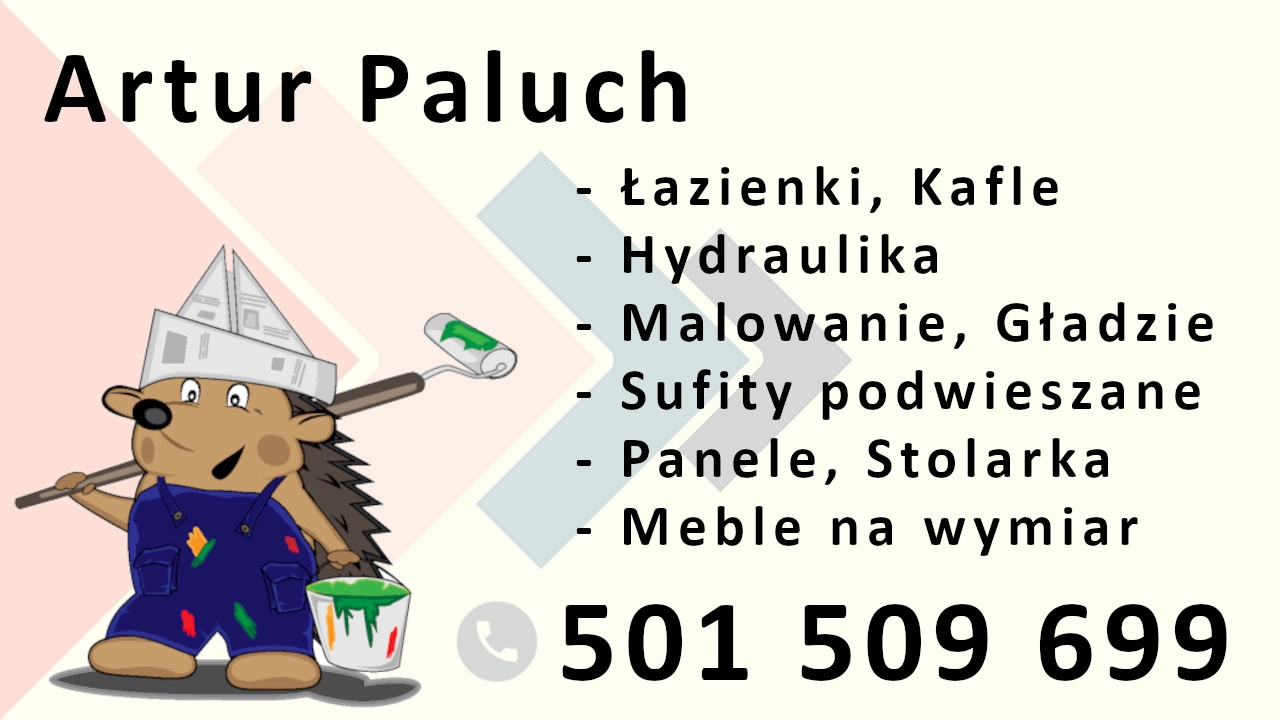 Artur Paluch
- Łazienki, Kafle
- Hydraulika
- Malowanie, Gładzie
- Sufity podwieszane
- Panele, Stolarka
- Meble na wymiar
501 509 699